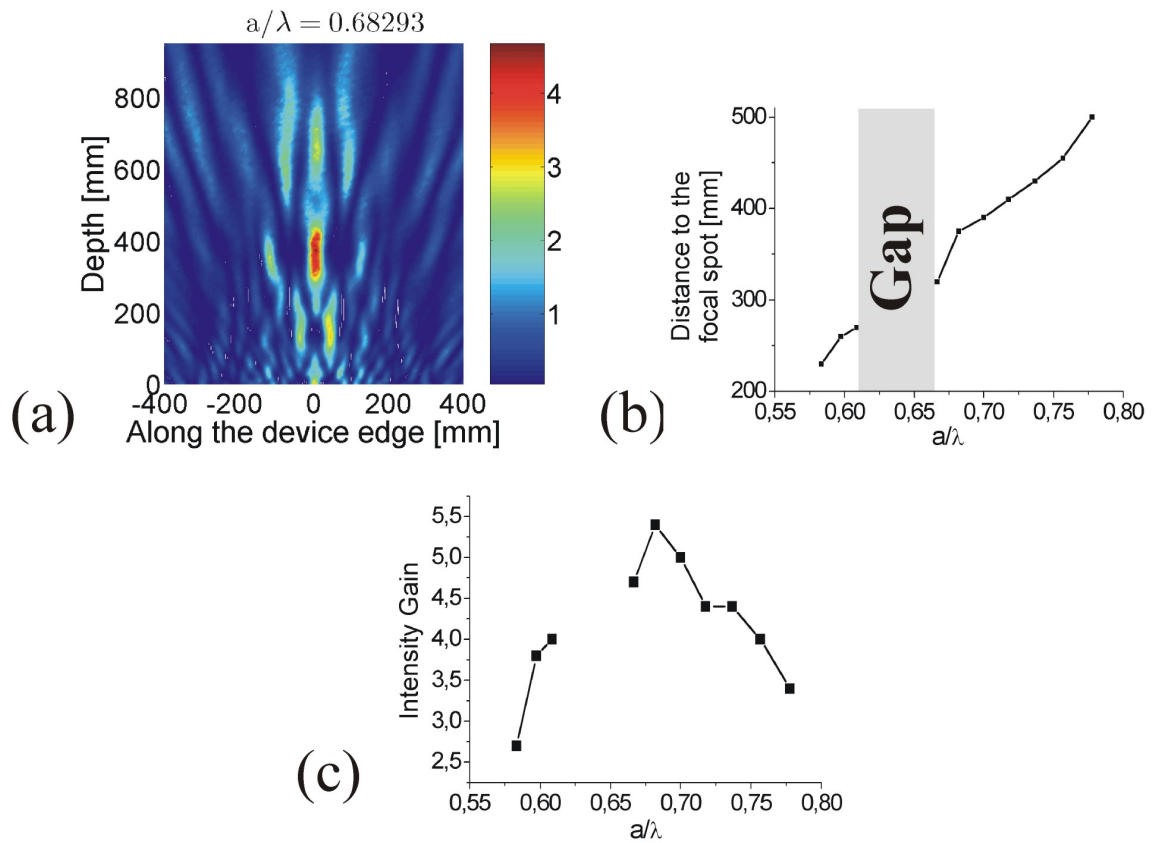 a/λ = 0.68293
800
600
400
200
0
-400 -200 0 200 400
Along the device edge [mm]
Depth [mm]
4
3
2
1
(a)
500
400
300
200
0,55 0,60 0,65 0,70 0,75 0,80
a/λ
Distance to the
focal spot [mm]
Gap
(b)
5,5
5,0
4,5
4,0
3,5
3,0
2,5
0,55 0,60 0,65 0,70 0,75 0,80
a/λ
Intensity Gain
(c)